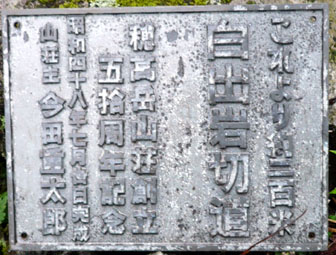 これより約三百米
白出岩切道
穂高岳山荘創立
五拾周年記念
昭和四十八年七月吉日完成
山荘主 今田重太郎